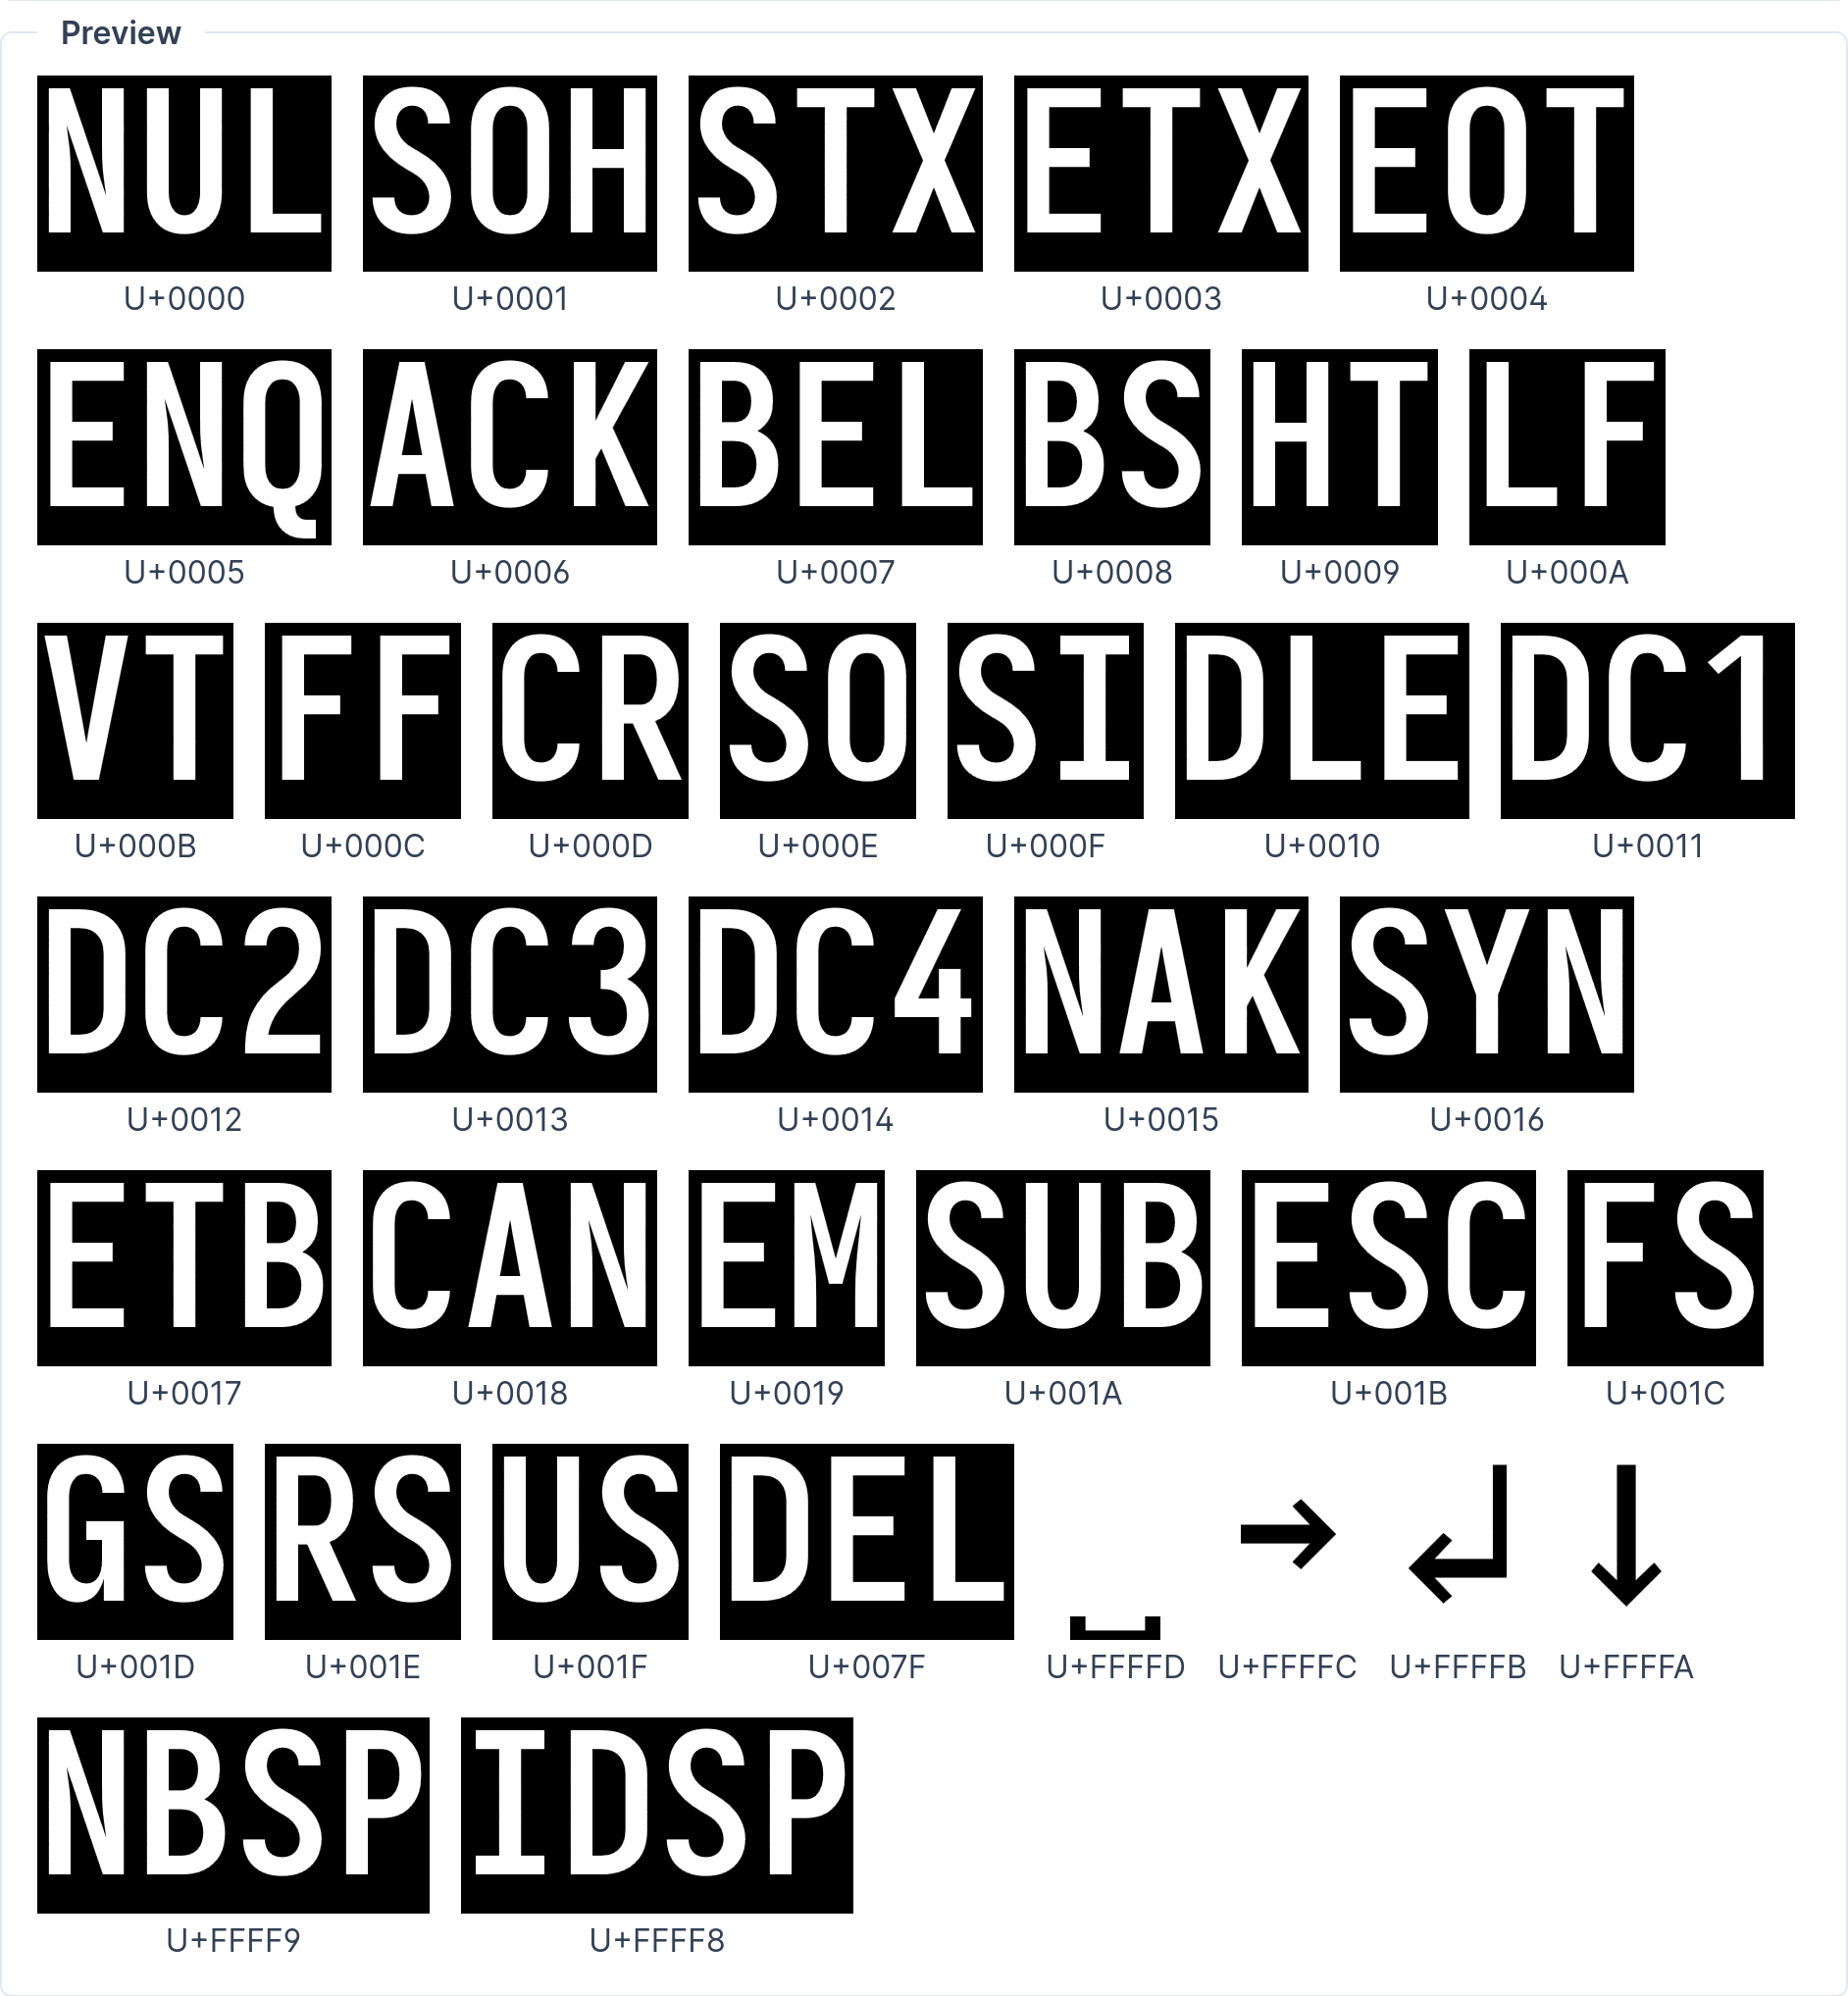 Preview
NUL SOH STX ETX EOT
U+0000 U+0001 U+0002 U+0003 U+0004
ENQ ACK BEL BS HT LF
U+0005 U+0006 U+0007 U+0008 U+0009 U+000A
VT FF CR SO SI DLE DC1
U+000B U+000C U+000D U+000E U+000F U+0010 U+0011
DC2 DC3 DC4 NAK SYN
U+0012 U+0013 U+0014 U+0015 U+0016
ETB CAN EM SUB ESC FS
U+0017 U+0018 U+0019 U+001A U+001B U+001C
GS RS US DEL ␣ → ↵ ↓
U+001D U+001E U+001F U+007F U+FFFFD U+FFFFC U+FFFFB U+FFFFA
NBSP IDSP
U+FFFF9 U+FFFF8